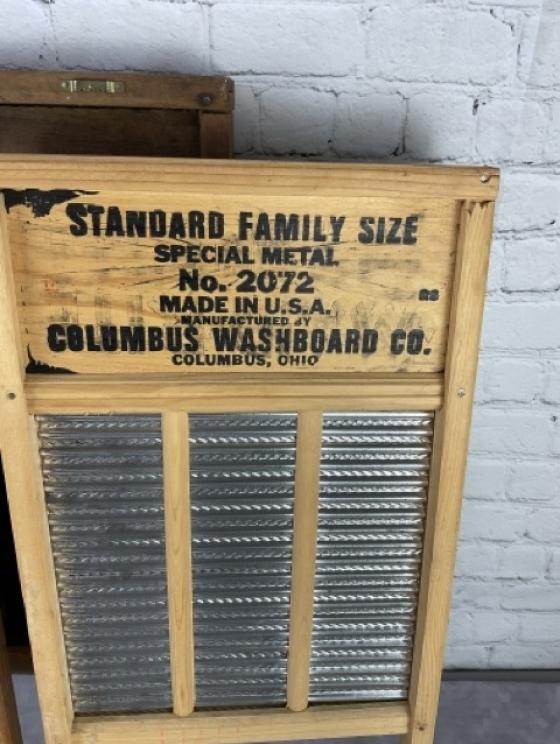 STANDARD FAMILY SIZE
SPECIAL METAL
No. 2072
MADE IN U.S.A.
MANUFACTURED BY
COLUMBUS WASHBOARD CO.
COLUMBUS, OHIO